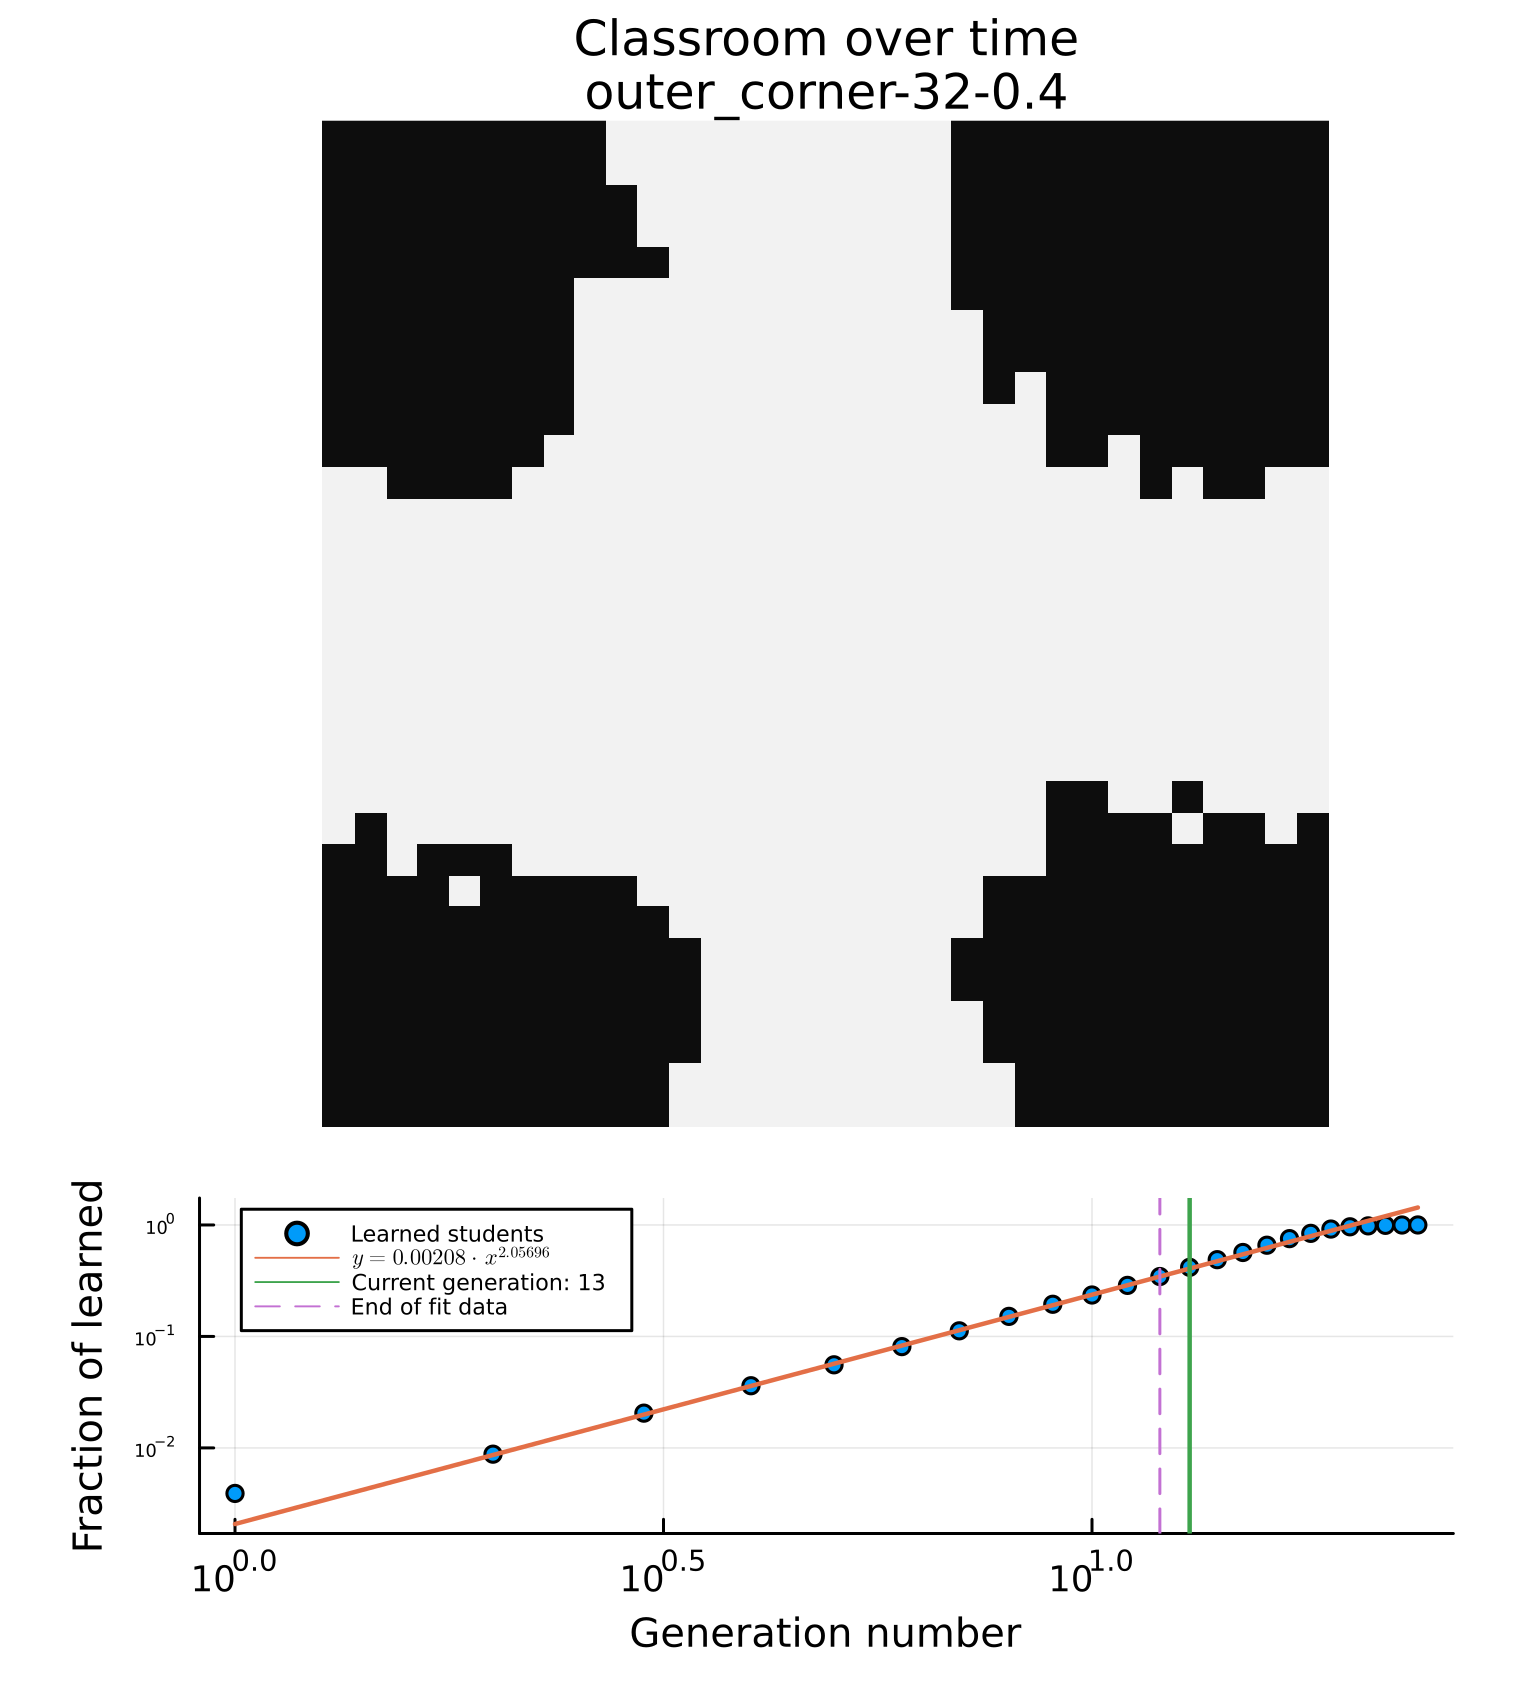 Classroom over time
outer_corner-32-0.4
Fraction of learned
10⁰
10⁻¹
10⁻²
Learned students
y = 0.00208 · x^2.05696
Current generation: 13
End of fit data
10^0.0
10^0.5
10^1.0
Generation number